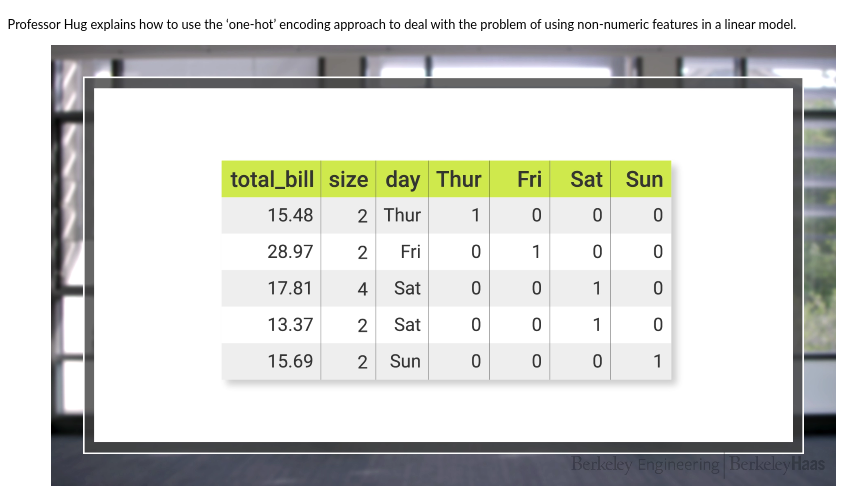 Professor Hug explains how to use the ‘one-hot’ encoding approach to deal with the problem of using non-numeric features in a linear model.
total_bill size day Thur Fri Sat Sun
15.48 2 Thur 1 0 0 0
28.97 2 Fri 0 1 0 0
17.81 4 Sat 0 0 1 0
13.37 2 Sat 0 0 1 0
15.69 2 Sun 0 0 0 1
Berkeley Engineering | BerkeleyHaas